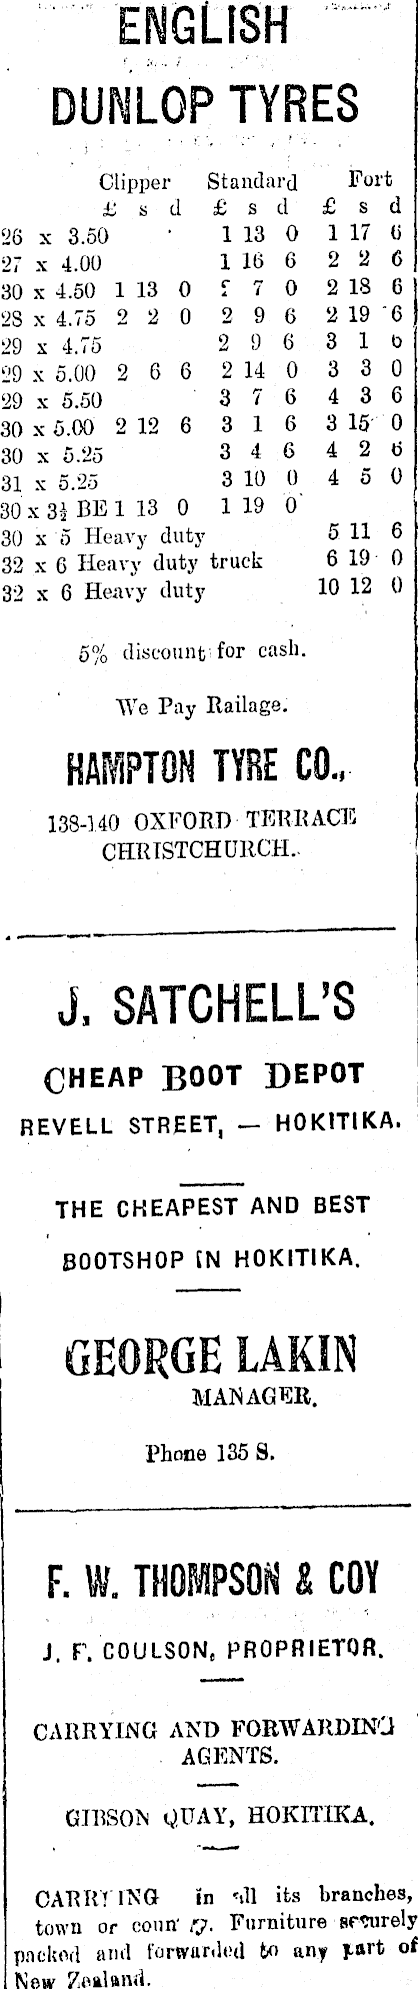 ENGLISH
DUNLOP TYRES
Clipper Standard Fort
£ s d £ s d £ s d
26 x 3.50 1 13 0 1 17 6
27 x 4.00 1 16 6 2 2 6
30 x 4.50 1 13 0 7 0 2 18 6
28 x 4.75 2 2 0 2 9 6 2 19 6
29 x 4.75 2 9 6 3 1 6
29 x 5.00 2 6 6 2 14 0 3 3 0
29 x 5.50 3 7 6 4 3 6
30 x 5.00 2 12 6 3 1 6 3 15 0
30 x 5.25 3 4 6 4 2 6
31 x 5.25 3 10 0 4 5 0
30 x 3½ BE 1 13 0 1 19 0
30 x 5 Heavy duty 5 11 6
32 x 6 Heavy duty truck 6 19 0
32 x 6 Heavy duty 10 12 0
5% discount for cash.
We Pay Railage.
HAMPTON TYRE CO.,
138-140 OXFORD TERRACE
CHRISTCHURCH.
J. SATCHELL'S
CHEAP BOOT DEPOT
REVELL STREET, — HOKITIKA.
THE CHEAPEST AND BEST
BOOTSHOP IN HOKITIKA.
GEORGE LAKIN
MANAGER.
Phone 135 S.
F. W. THOMPSON & COY
J. F. COULSON, PROPRIETOR.
CARRYING AND FORWARDING
AGENTS.
GIBSON QUAY, HOKITIKA.
CARRYING in all its branches,
town or country. Furniture securely
packed and forwarded to any part of
New Zealand.